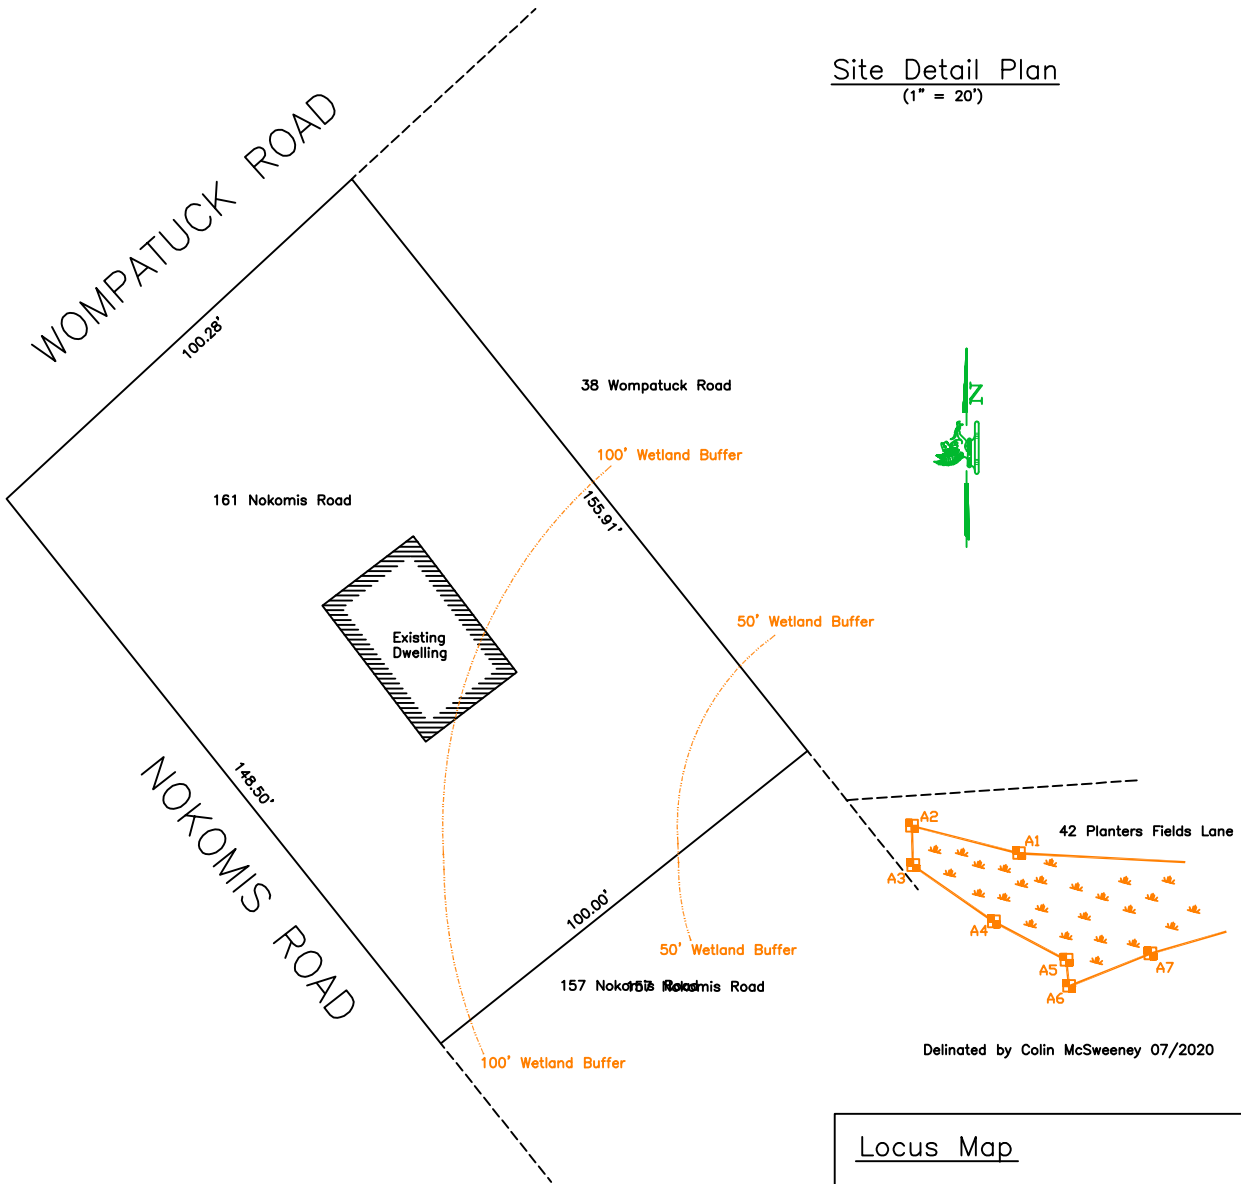 Site Detail Plan
(1" = 20')
WOMPATUCK ROAD
100.28'
38 Wompatuck Road
N
100' Wetland Buffer
161 Nokomis Road
155.91'
50' Wetland Buffer
Existing
Dwelling
148.50'
NOKOMIS ROAD
A2
A1
42 Planters Fields Lane
A3
100.00'
A4
50' Wetland Buffer
A5
A7
157 Nokomis Road
157 Nokomis Road
A6
Delinated by Colin McSweeney 07/2020
100' Wetland Buffer
Locus Map